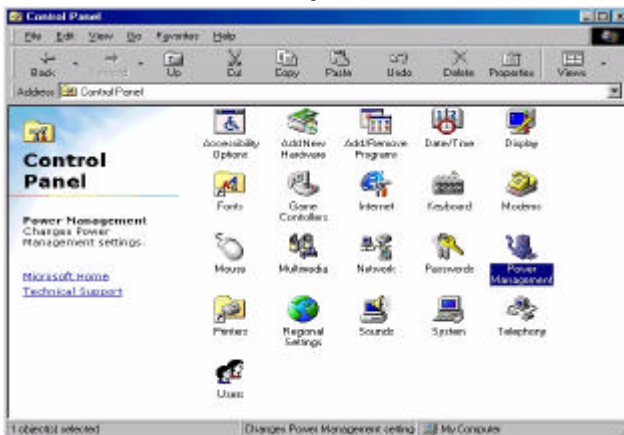 Control Panel
File Edit View Go Favorites Help
Back Forward Up Cut Copy Paste Undo Delete Properties Views
Address Control Panel
Control
Panel
Power Management
Changes Power
Management settings.
Microsoft Home
Technical Support
Accessibility
Options
Add New
Hardware
Add/Remove
Programs
Date/Time
Display
Fonts
Game
Controllers
Internet
Keyboard
Modems
Mouse
Multimedia
Network
Passwords
Power
Management
Printers
Regional
Settings
Sounds
System
Telephony
Users
1 object(s) selected Changes Power Management setting My Computer